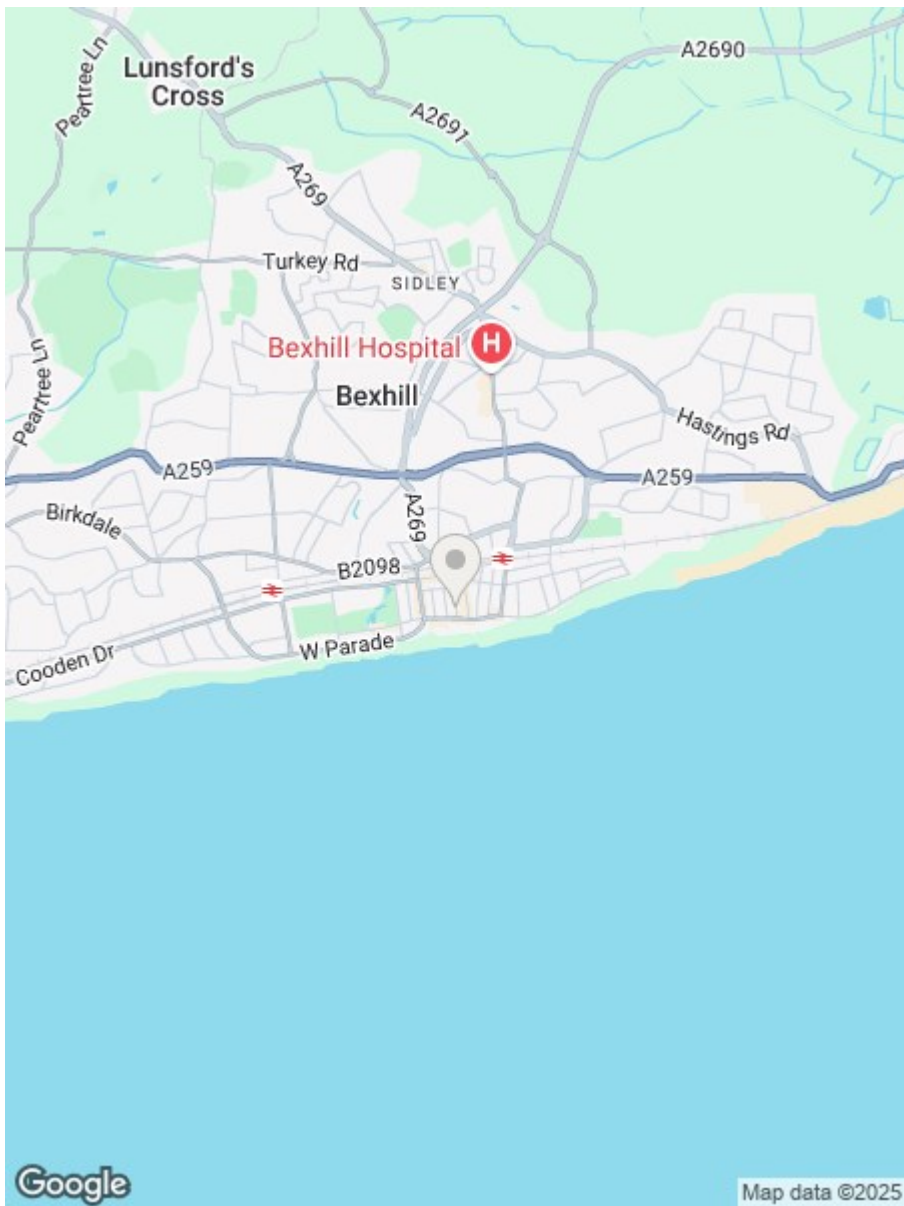 Peartree Ln
Lunsford's
Cross
A2690
A2691
A269
Turkey Rd
SIDLEY
Bexhill Hospital
H
Bexhill
Peartree Ln
Hastings Rd
A259
A259
Birkdale
A269
B2098
W Parade
Cooden Dr
Google
Map data ©2025